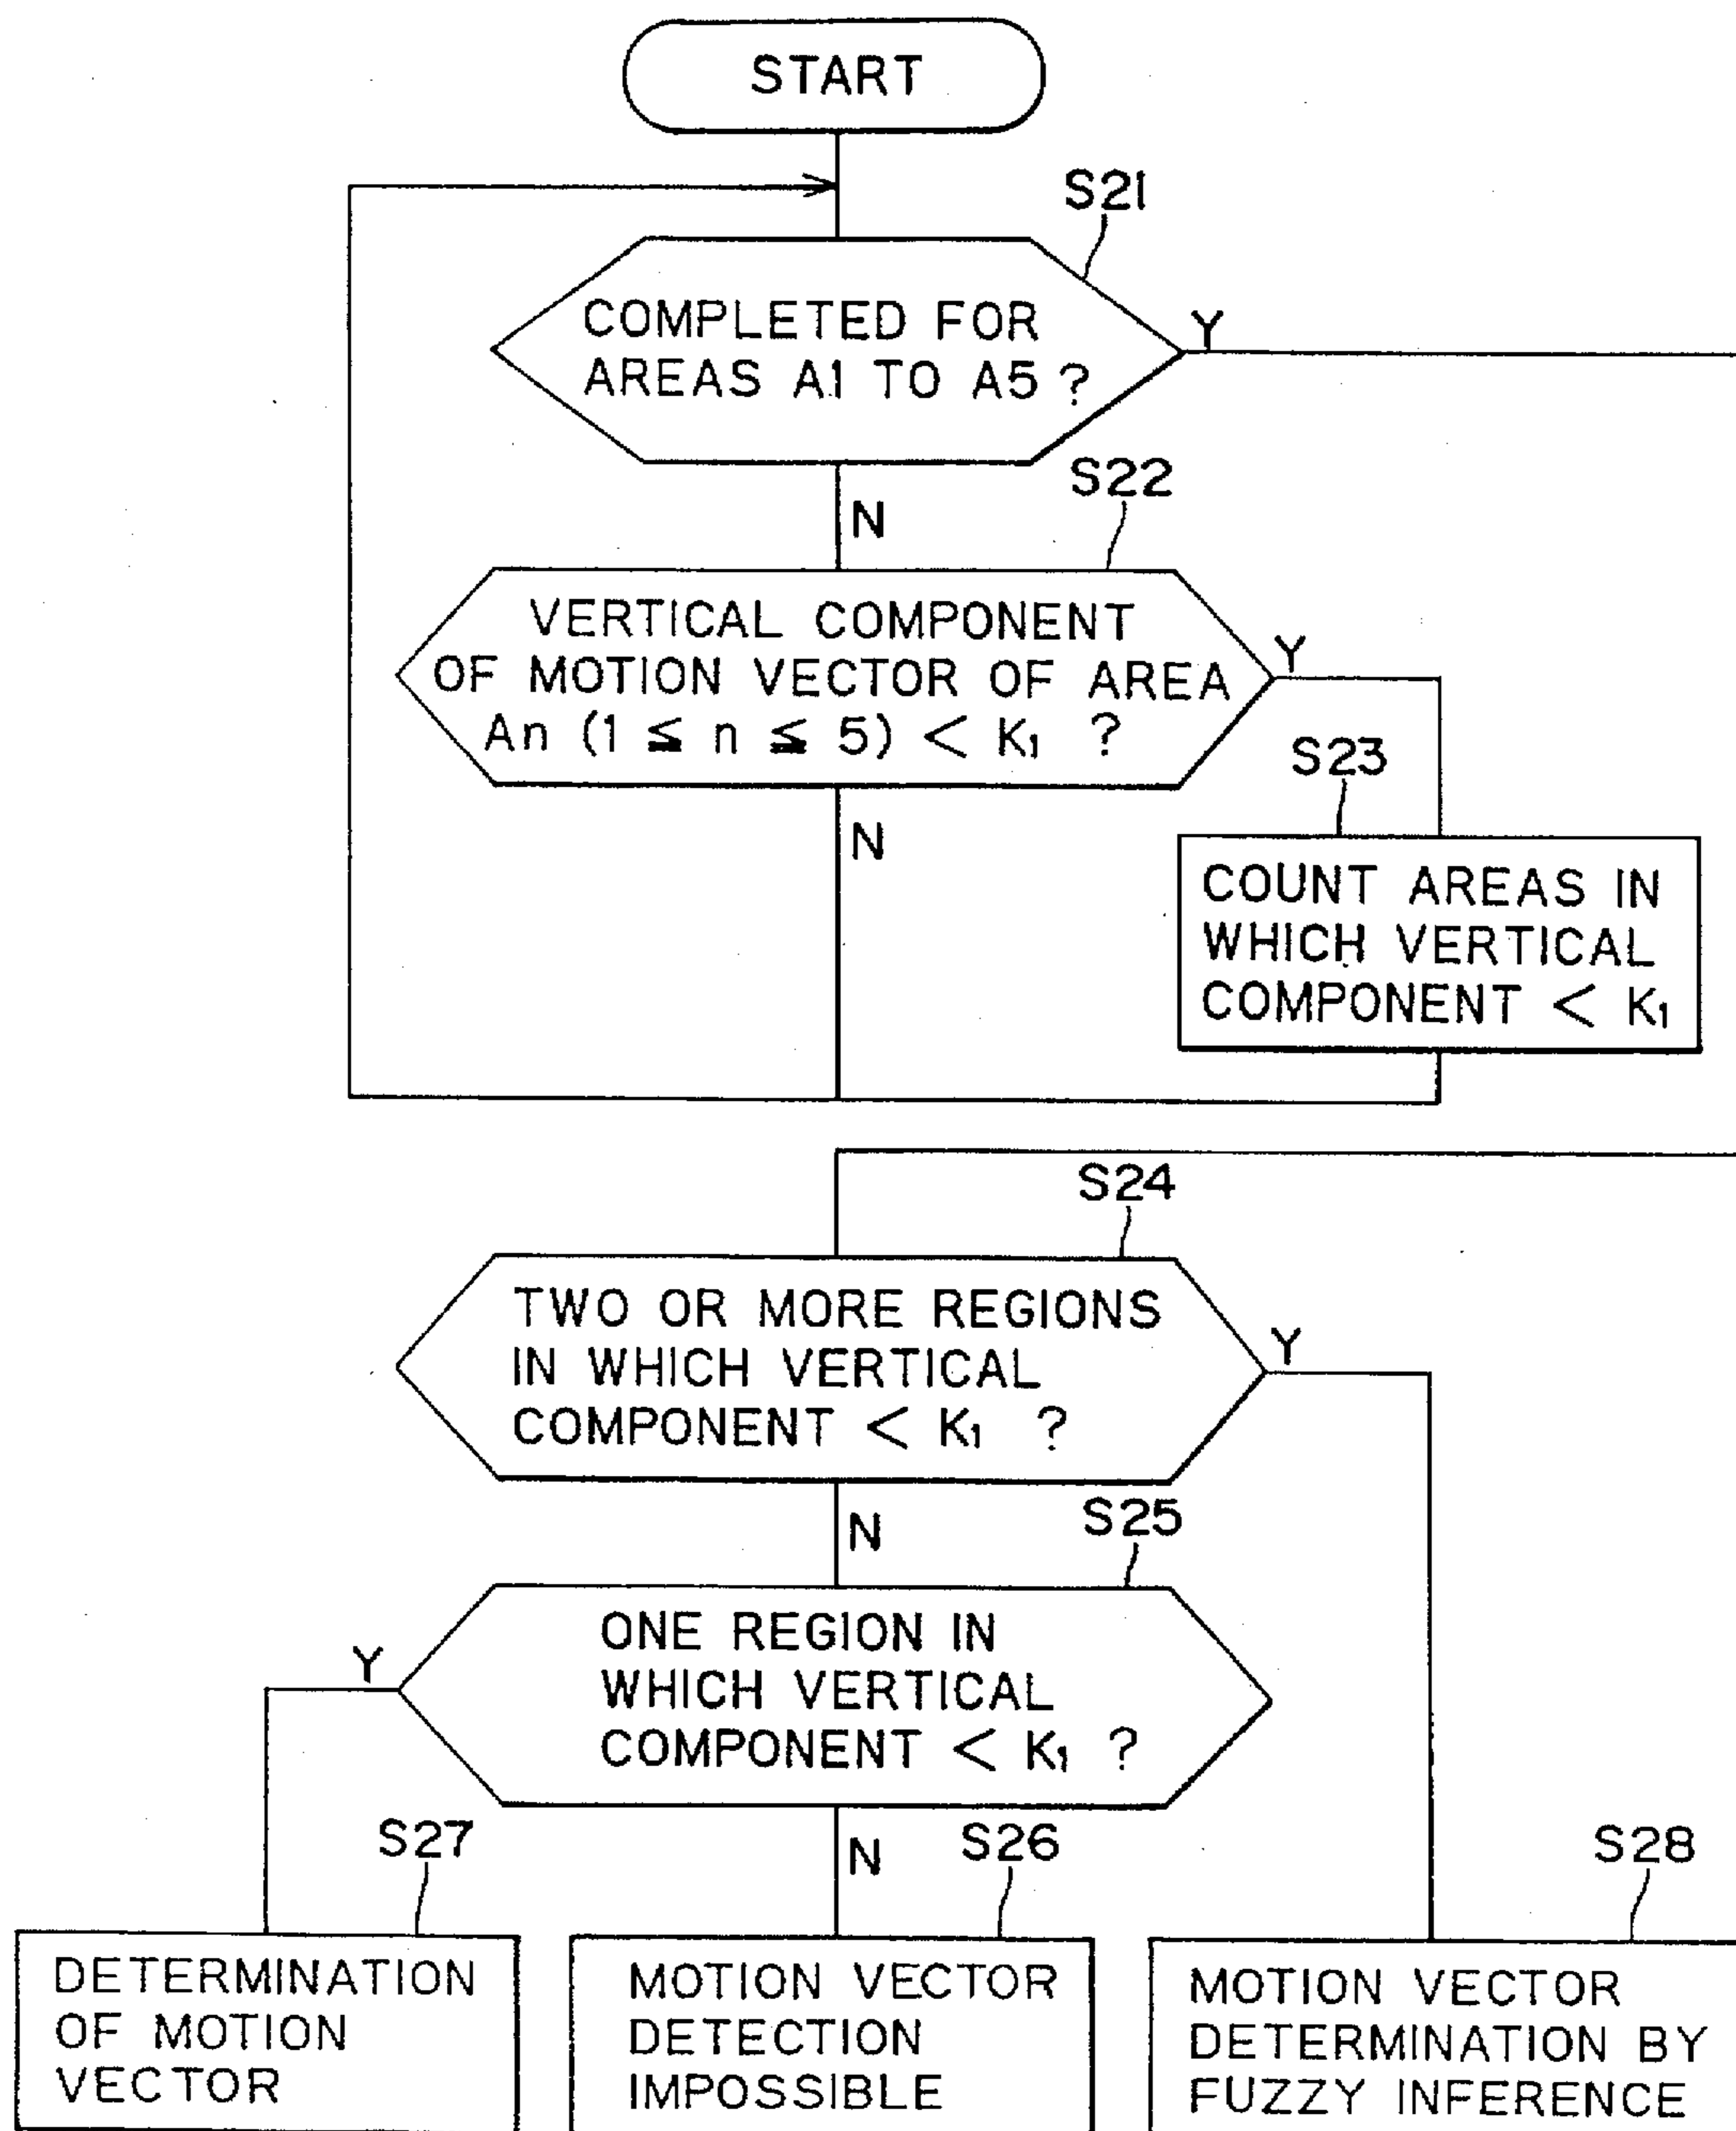 START
S21
COMPLETED FOR
AREAS A1 TO A5 ?
Y
S22
N
VERTICAL COMPONENT
OF MOTION VECTOR OF AREA
An (1 ≦ n ≦ 5) < K₁ ?
Y
S23
N
COUNT AREAS IN
WHICH VERTICAL
COMPONENT < K₁
S24
TWO OR MORE REGIONS
IN WHICH VERTICAL
COMPONENT < K₁ ?
Y
S25
N
ONE REGION IN
WHICH VERTICAL
COMPONENT < K₁ ?
Y
S27
N
S26
S28
DETERMINATION
OF MOTION
VECTOR
MOTION VECTOR
DETECTION
IMPOSSIBLE
MOTION VECTOR
DETERMINATION BY
FUZZY INFERENCE